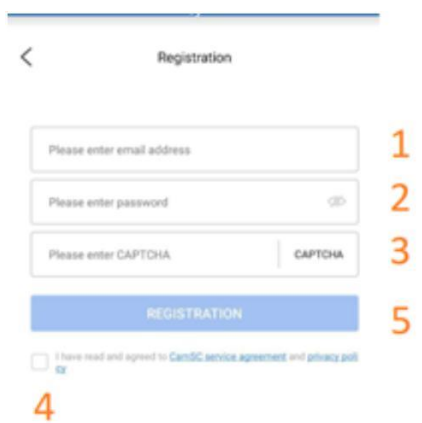 Registration
Please enter email address
1
Please enter password
2
Please enter CAPTCHA
CAPTCHA
3
REGISTRATION
5
I have read and agreed to CamSC service agreement and privacy poli
cy
4